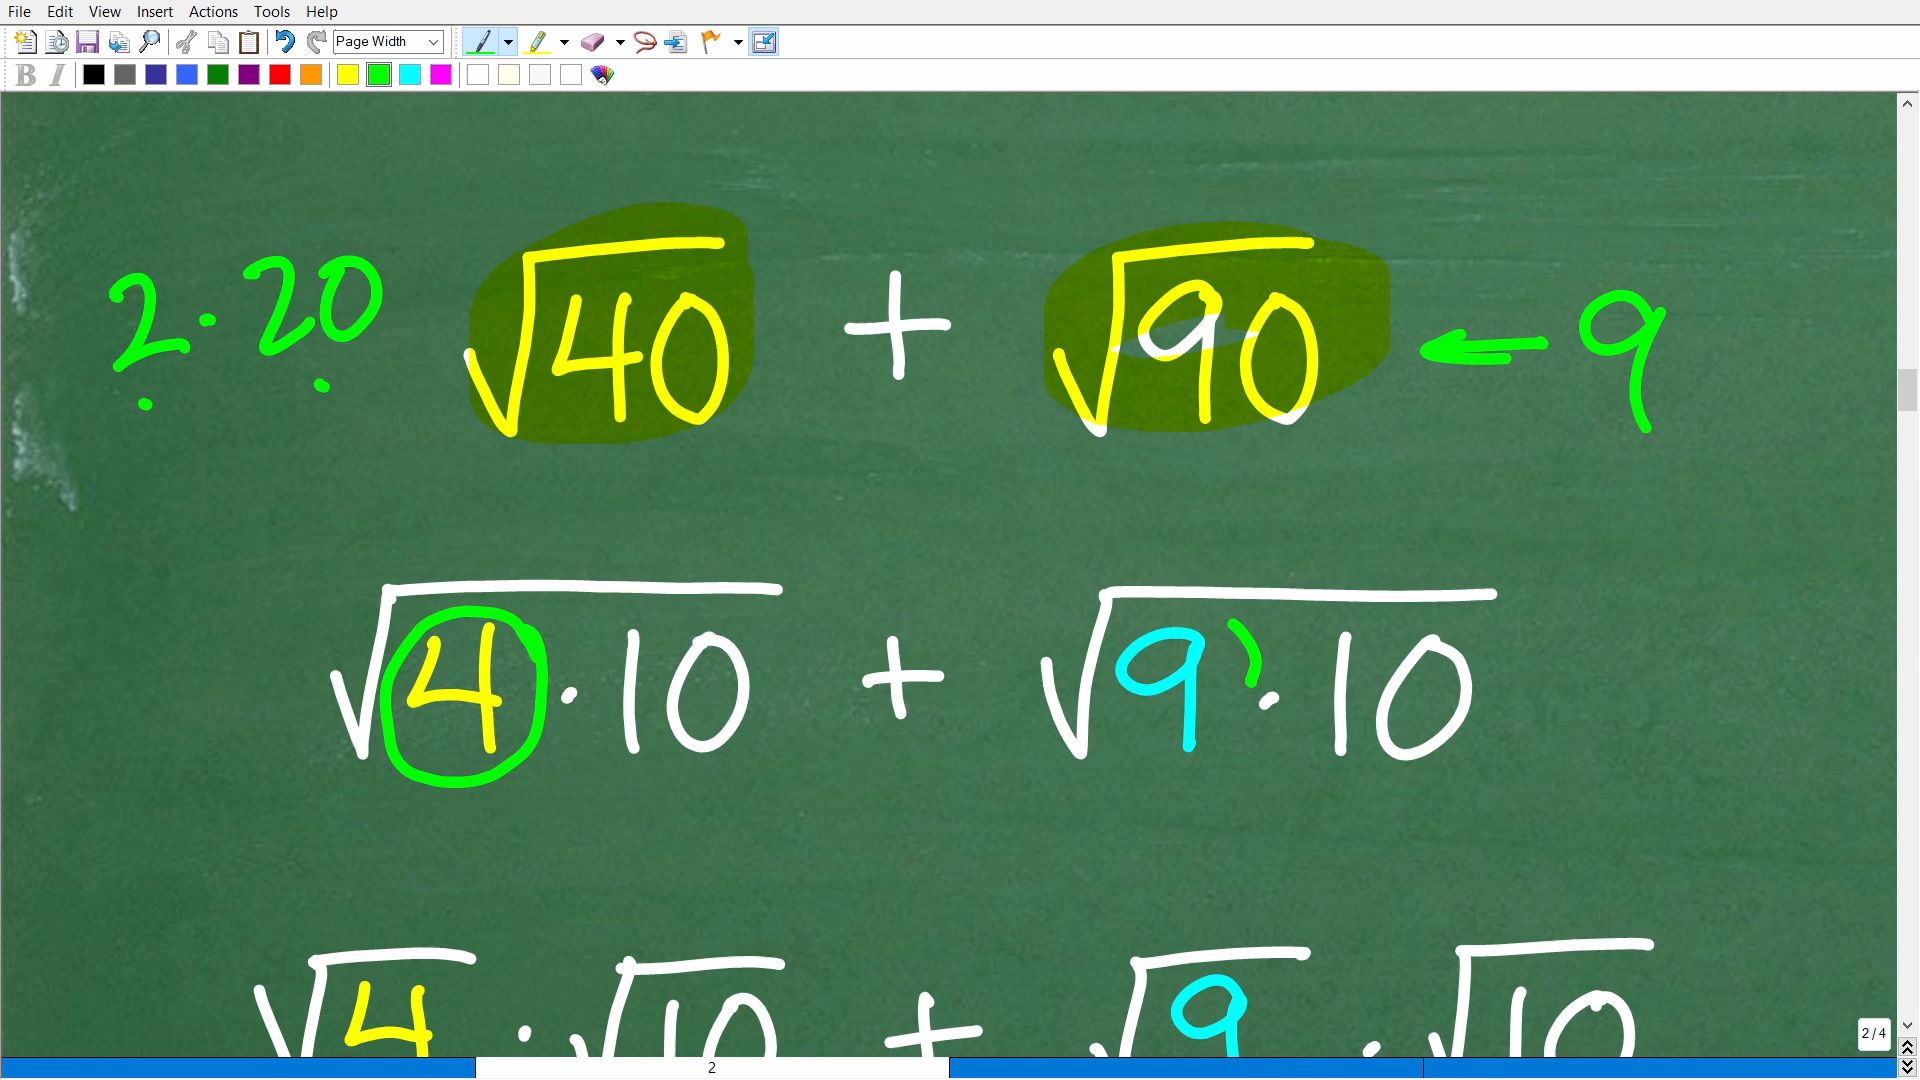 File Edit View Insert Actions Tools Help
Page Width
B I
2 · 20 √40 + √90 ← 9
√4 · 10 + √9 · 10
√4 · √10 + √9 · √10
2 / 4
2